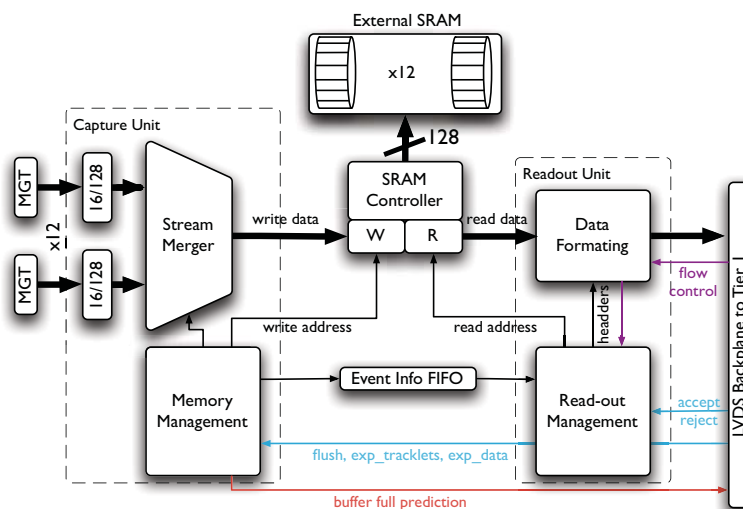 External SRAM
x12
128
Capture Unit
MGT
16/128
Stream
Merger
write data
SRAM
Controller
W
R
read data
Readout Unit
Data
Formating
x12
MGT
16/128
flow
control
write address
read address
headders
LVDS Backplane to Tier 1
Memory
Management
Event Info FIFO
Read-out
Management
accept
reject
flush, exp_tracklets, exp_data
buffer full prediction